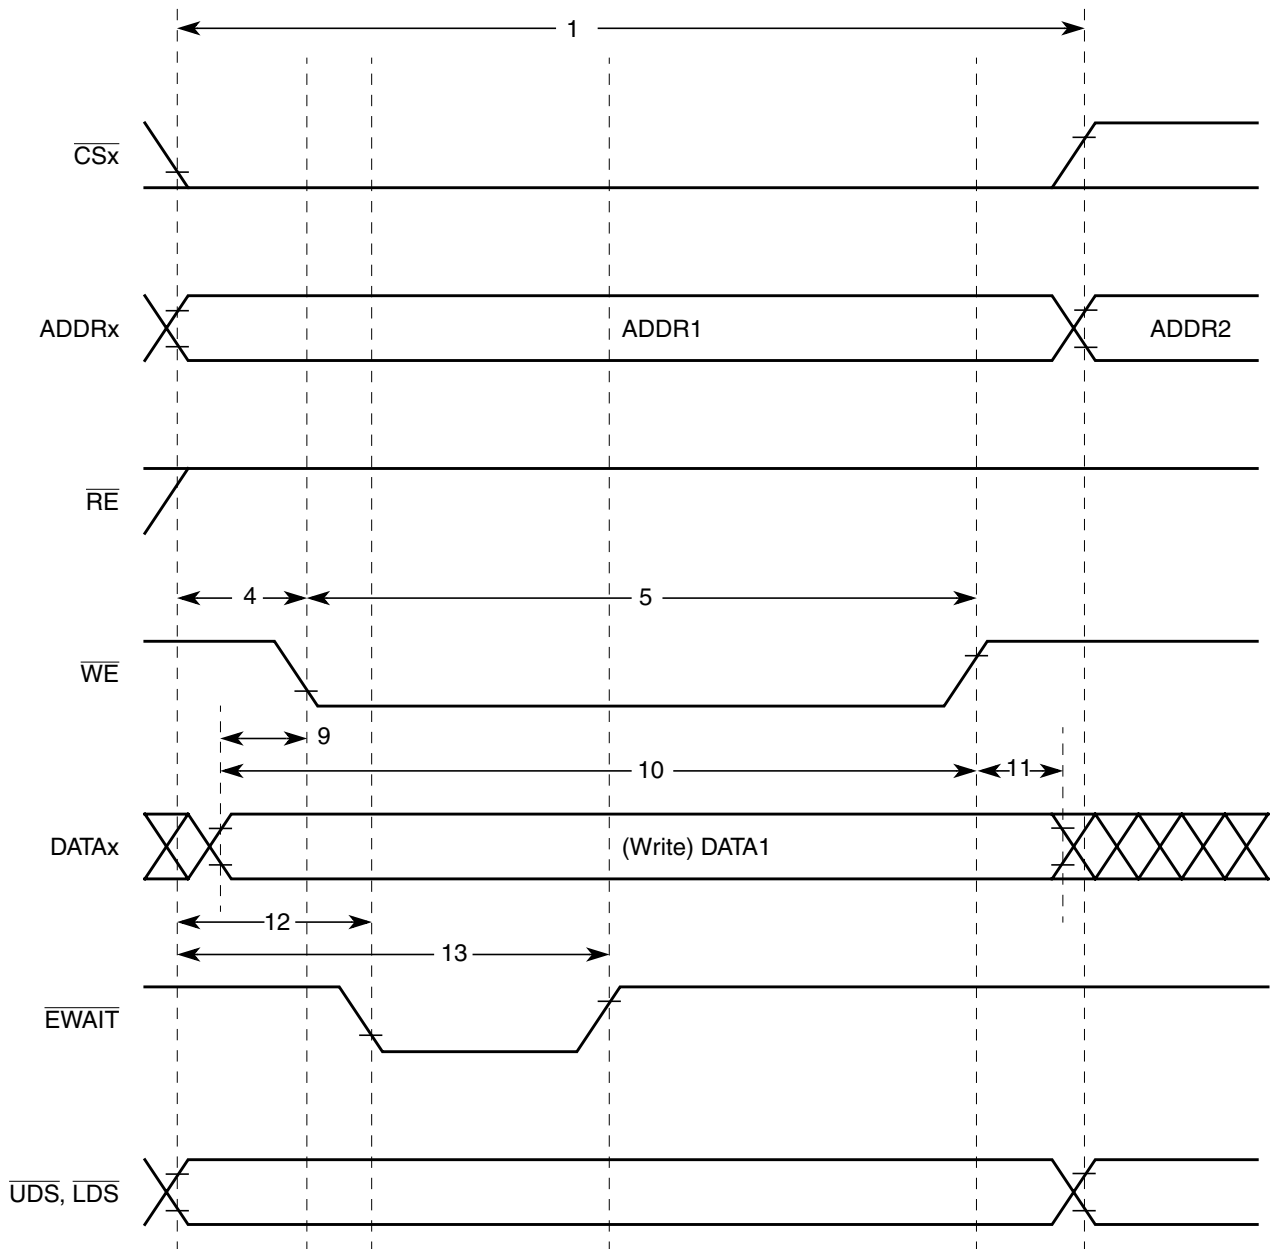 1
CSx
ADDRx ADDR1 ADDR2
RE
4 5
WE
9
10 11
DATAx (Write) DATA1
12
13
EWAIT
UDS, LDS